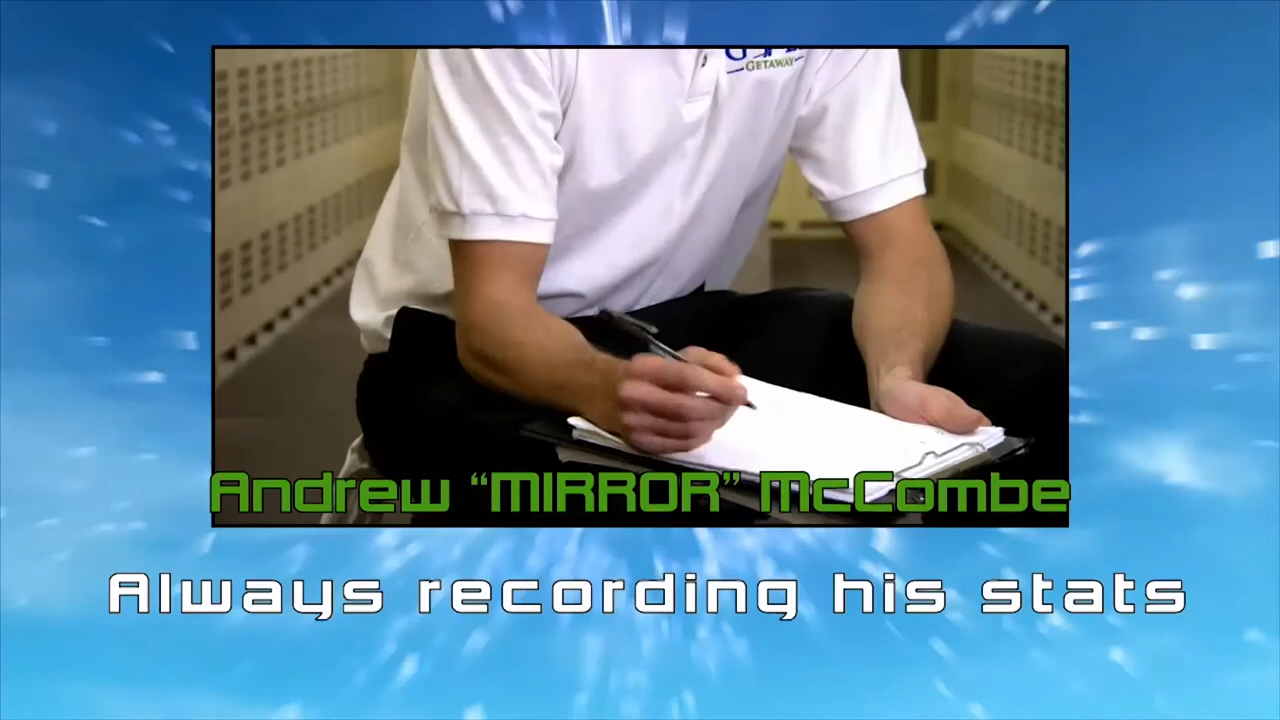 GETAWAY
Andrew “MIRROR” McCombe
Always recording his stats